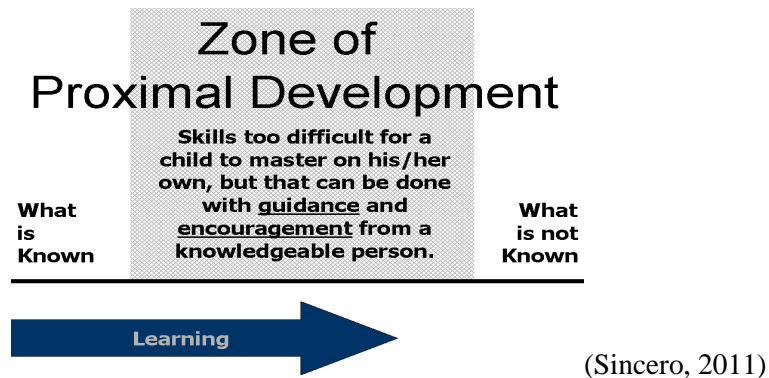 Zone of
Proximal Development
Skills too difficult for a
child to master on his/her
own, but that can be done
with guidance and
encouragement from a
knowledgeable person.
What
is
Known
What
is not
Known
Learning
(Sincero, 2011)